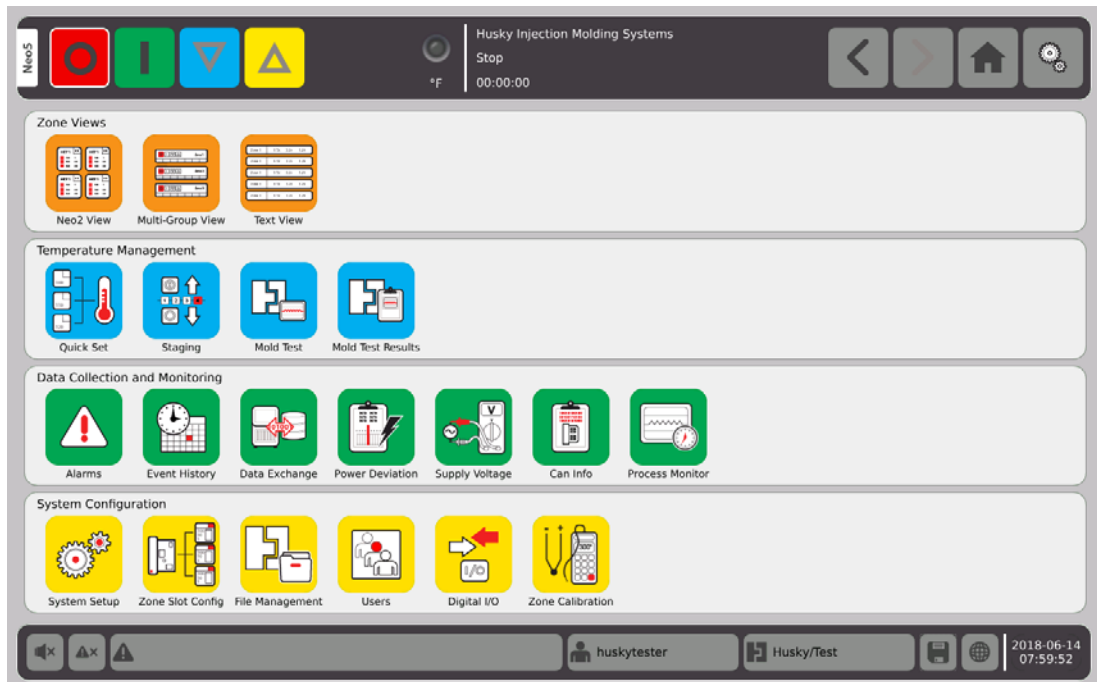 Neo5
°F
Husky Injection Molding Systems
Stop
00:00:00
Zone Views
Neo2 View
Multi-Group View
Text View
Temperature Management
Quick Set
Staging
Mold Test
Mold Test Results
Data Collection and Monitoring
Alarms
Event History
Data Exchange
Power Deviation
V
Supply Voltage
Can Info
Process Monitor
System Configuration
System Setup
Zone Slot Config
File Management
Users
I/O
Digital I/O
Zone Calibration
huskytester
Husky/Test
2018-06-14
07:59:52